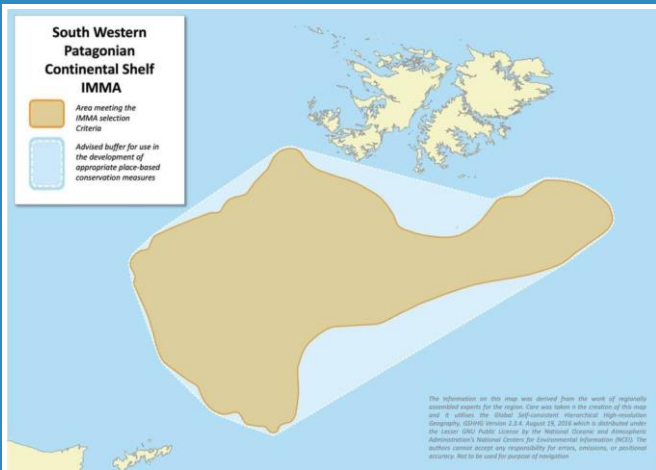 South Western
Patagonian
Continental Shelf
IMMA
Area meeting the
IMMA selection
Criteria
Advised buffer for use in
the development of
appropriate place-based
conservation measures
The information on this map was derived from the work of regionally
assembled experts for the region. Care was taken n the creation of this map
and it utilises the Global Self-consistent Hierarchical High-resolution
Geography, (GSHHG Version 2.3.6 August 19, 2016 which is distributed under
the Lesser GNU Public Licence by the National Oceanic and Atmospheric
Administration's National Centers for Environmental Information (NCEI). The
authors cannot accept any responsibility for errors, omissions, or positional
accuracy. Not to be used for purpose of navigation